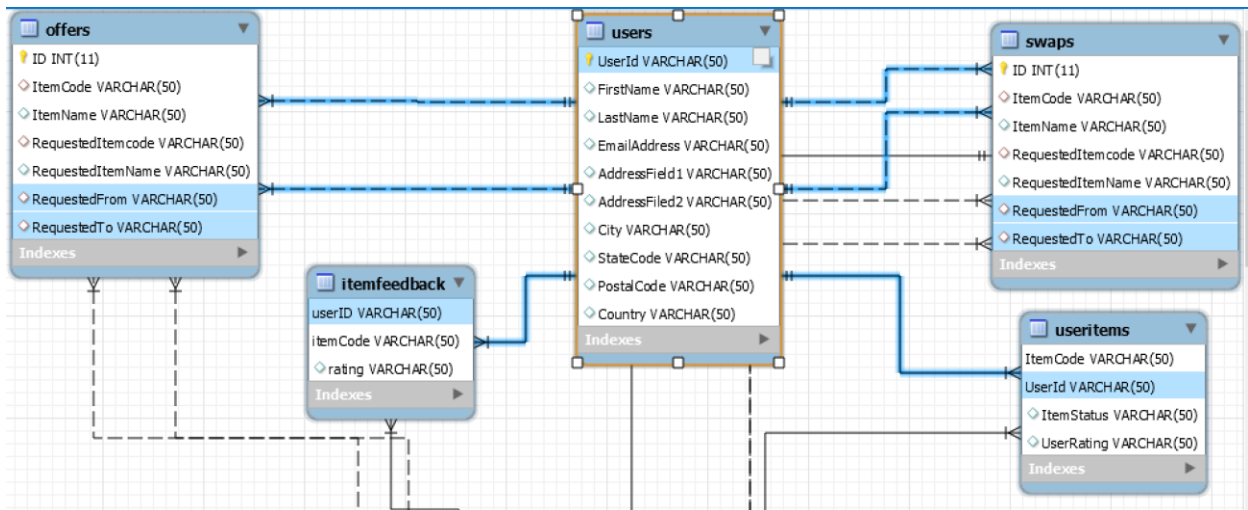 offers
ID INT(11)
ItemCode VARCHAR(50)
ItemName VARCHAR(50)
RequestedItemcode VARCHAR(50)
RequestedItemName VARCHAR(50)
RequestedFrom VARCHAR(50)
RequestedTo VARCHAR(50)
Indexes
itemfeedback
userID VARCHAR(50)
itemCode VARCHAR(50)
rating VARCHAR(50)
Indexes
users
UserId VARCHAR(50)
FirstName VARCHAR(50)
LastName VARCHAR(50)
EmailAddress VARCHAR(50)
AddressField1 VARCHAR(50)
AddressFiled2 VARCHAR(50)
City VARCHAR(50)
StateCode VARCHAR(50)
PostalCode VARCHAR(50)
Country VARCHAR(50)
Indexes
swaps
ID INT(11)
ItemCode VARCHAR(50)
ItemName VARCHAR(50)
RequestedItemcode VARCHAR(50)
RequestedItemName VARCHAR(50)
RequestedFrom VARCHAR(50)
RequestedTo VARCHAR(50)
Indexes
useritems
ItemCode VARCHAR(50)
UserId VARCHAR(50)
ItemStatus VARCHAR(50)
UserRating VARCHAR(50)
Indexes